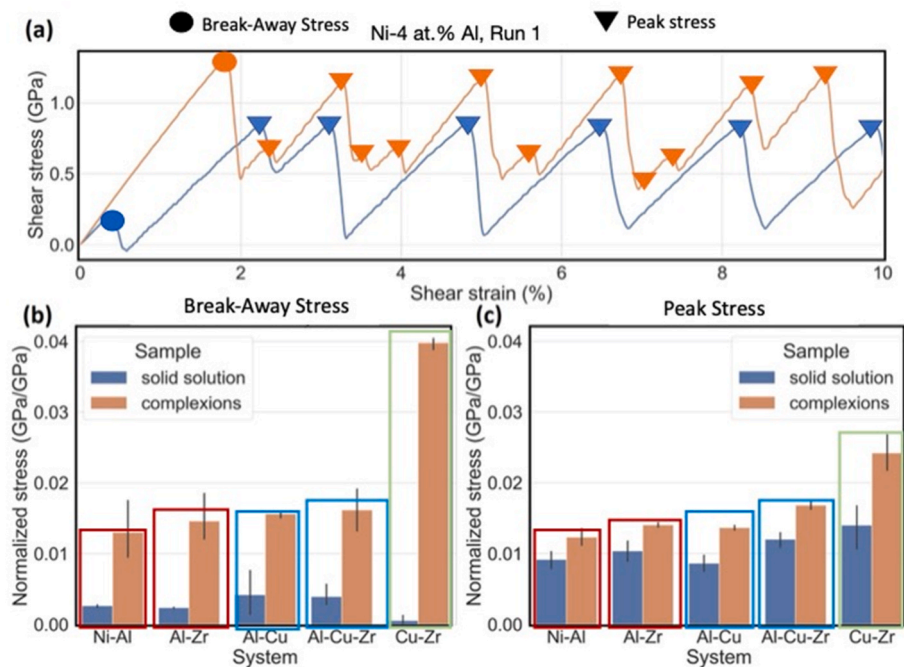 (a)
Break-Away Stress
Peak stress
Ni-4 at.% Al, Run 1
Shear stress (GPa)
1.0
0.5
0.0
0
2
4
6
8
10
Shear strain (%)
(b)
Break-Away Stress
Normalized stress (GPa/GPa)
0.04
0.03
0.02
0.01
0.00
Sample
solid solution
complexions
Ni-Al
Al-Zr
Al-Cu
Al-Cu-Zr
Cu-Zr
System
(c)
Peak Stress
Normalized stress (GPa/GPa)
0.04
0.03
0.02
0.01
0.00
Sample
solid solution
complexions
Ni-Al
Al-Zr
Al-Cu
Al-Cu-Zr
Cu-Zr
System